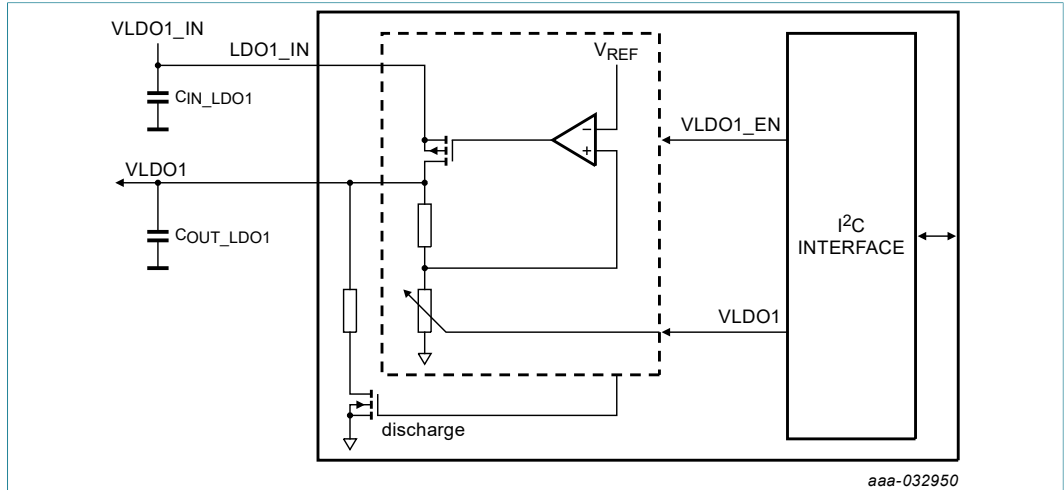 VLDO1_IN
LDO1_IN
VREF
CIN_LDO1
VLDO1_EN
−
+
VLDO1
COUT_LDO1
I2C
INTERFACE
VLDO1
discharge
aaa-032950